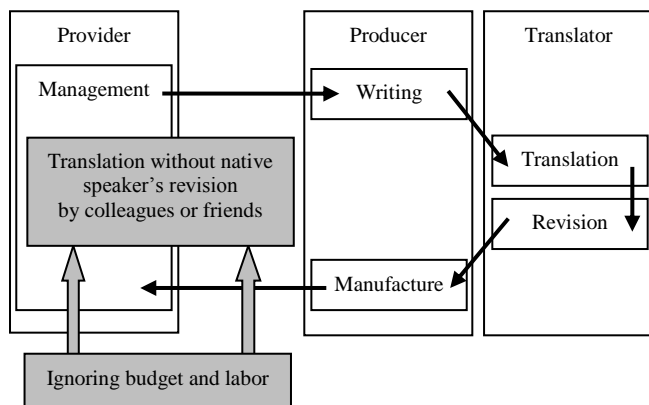 Provider
Producer
Translator
Management
Writing
Translation without native
speaker’s revision
by colleagues or friends
Translation
Revision
Manufacture
Ignoring budget and labor